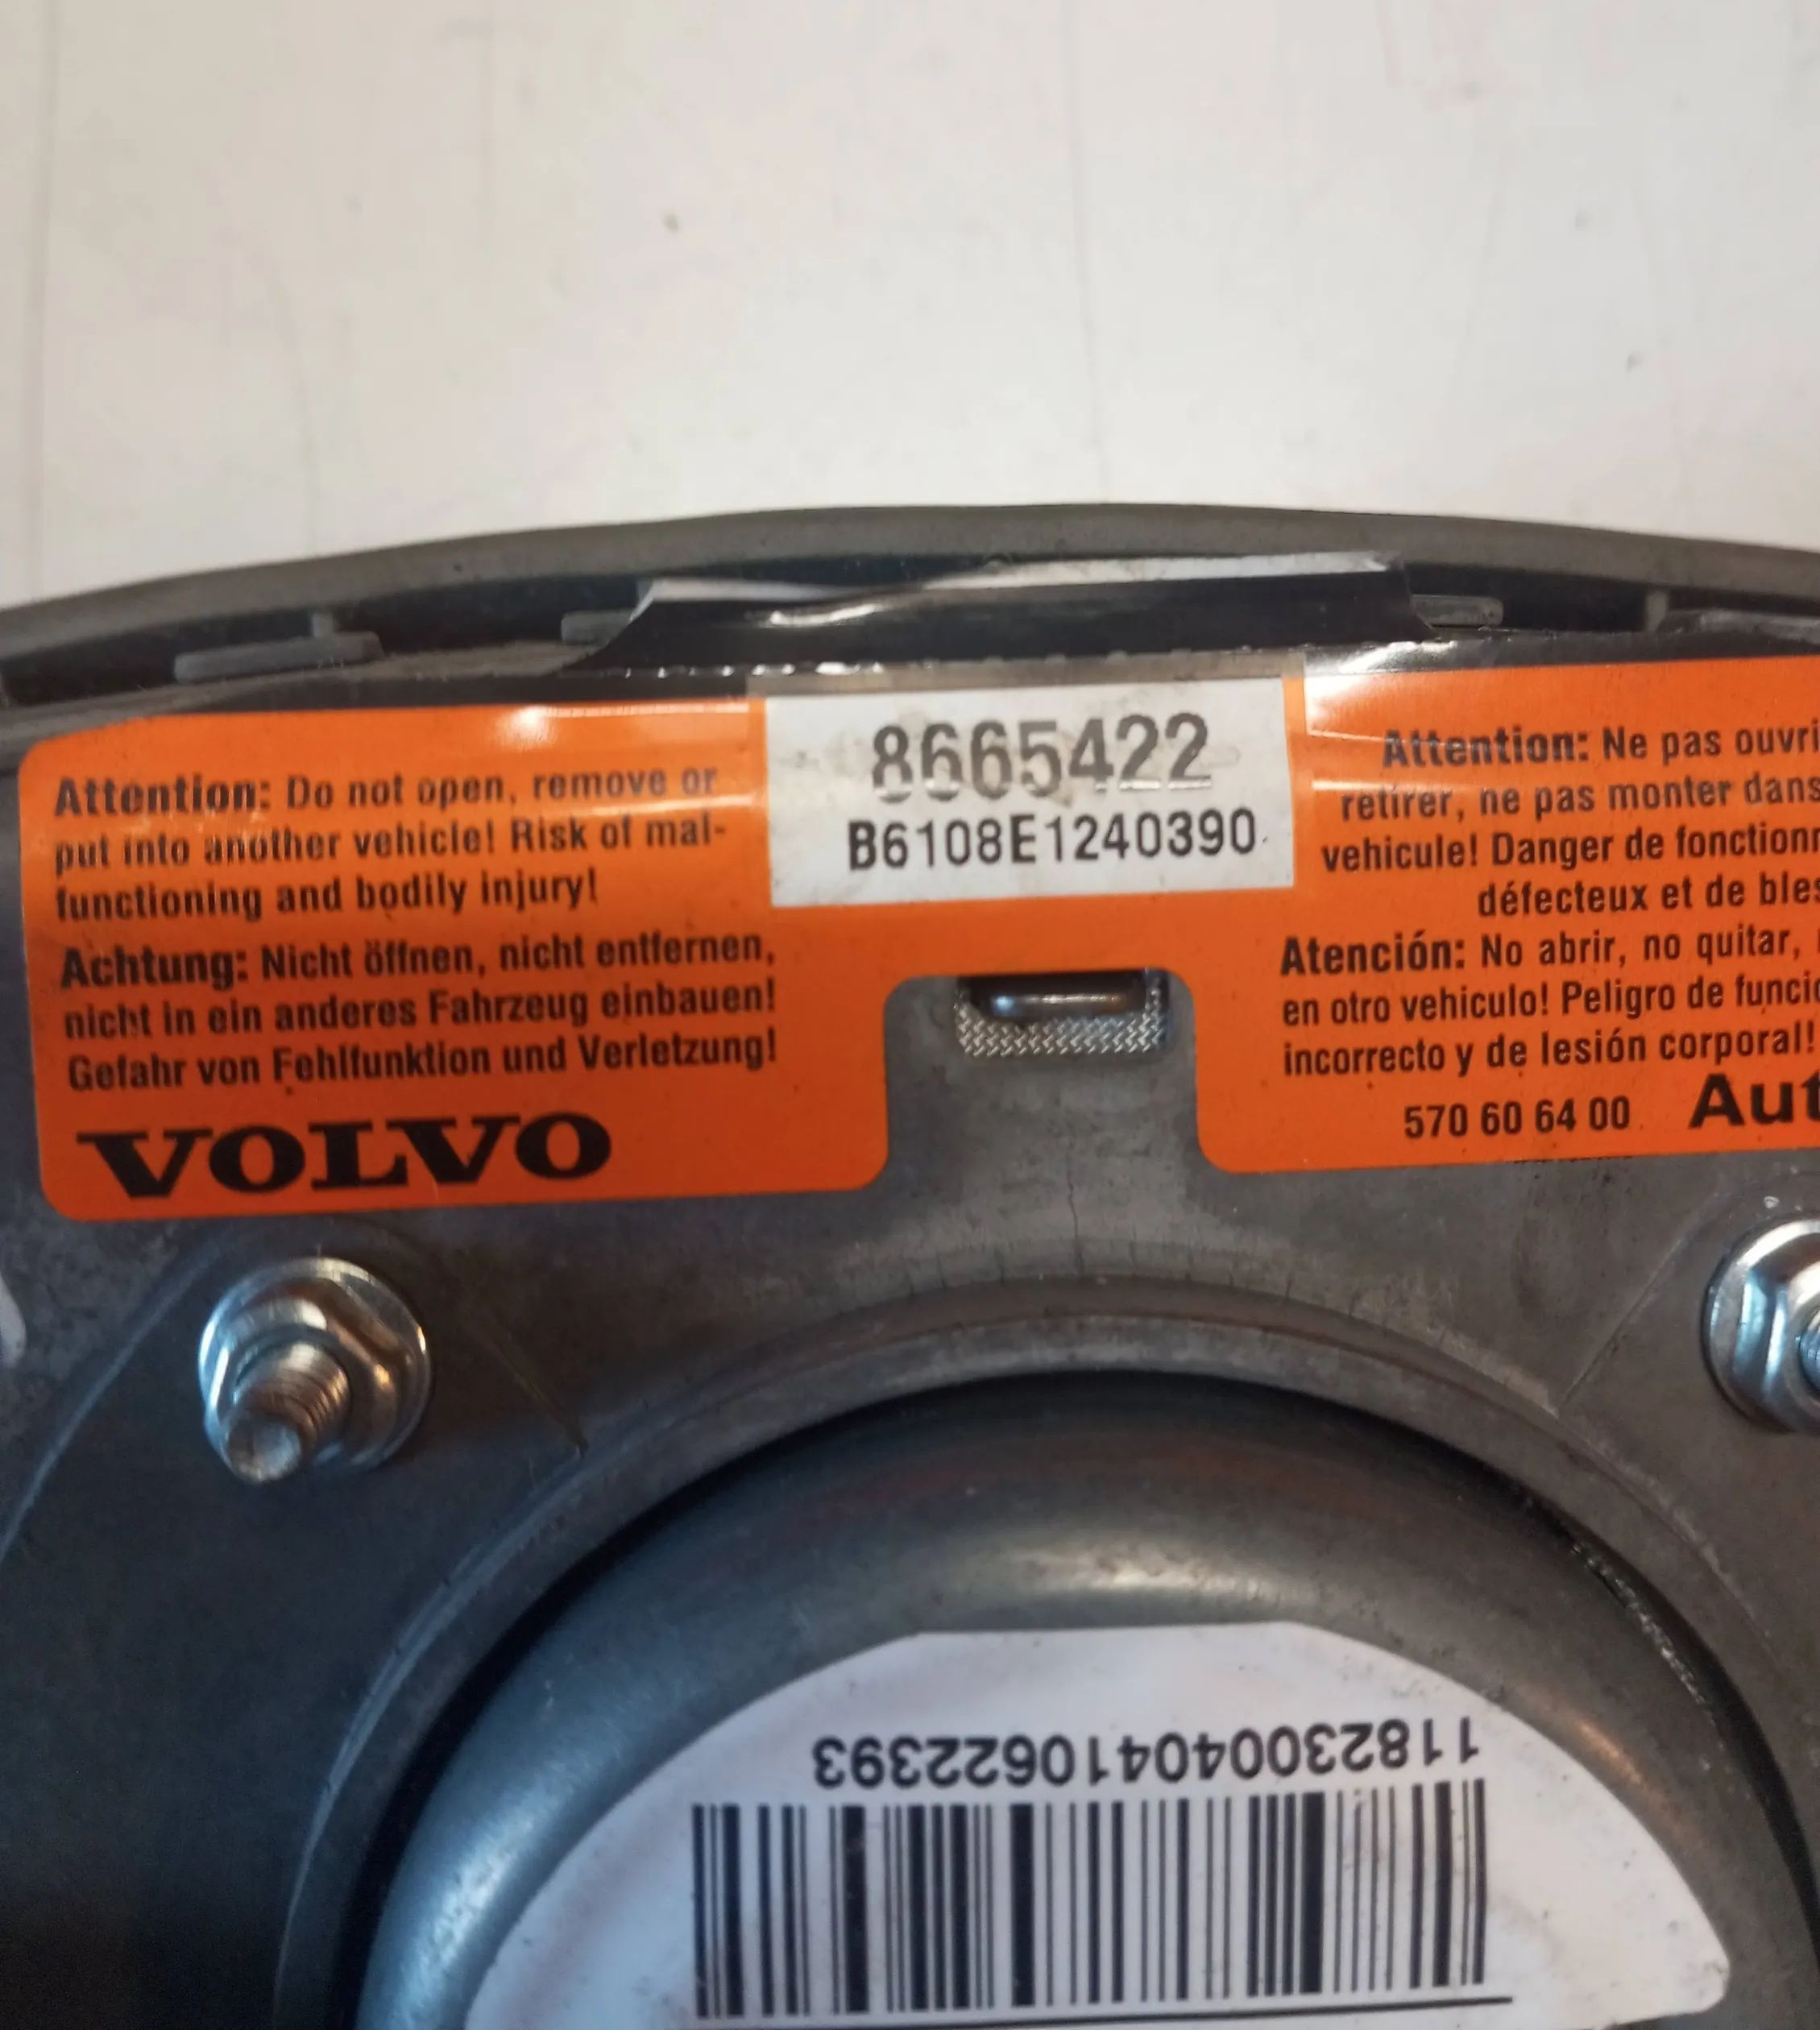 8665422
B6108E1240390
Attention: Do not open, remove or
put into another vehicle! Risk of mal-
functioning and bodily injury!
Achtung: Nicht öffnen, nicht entfernen,
nicht in ein anderes Fahrzeug einbauen!
Gefahr von Fehlfunktion und Verletzung!
VOLVO
Attention: Ne pas ouvri
retirer, ne pas monter dans
vehicule! Danger de fonctionn
défecteux et de bles
Atención: No abrir, no quitar,
en otro vehiculo! Peligro de funcio
incorrecto y de lesión corporal!
570 60 64 00 Aut
11823004041062​2393